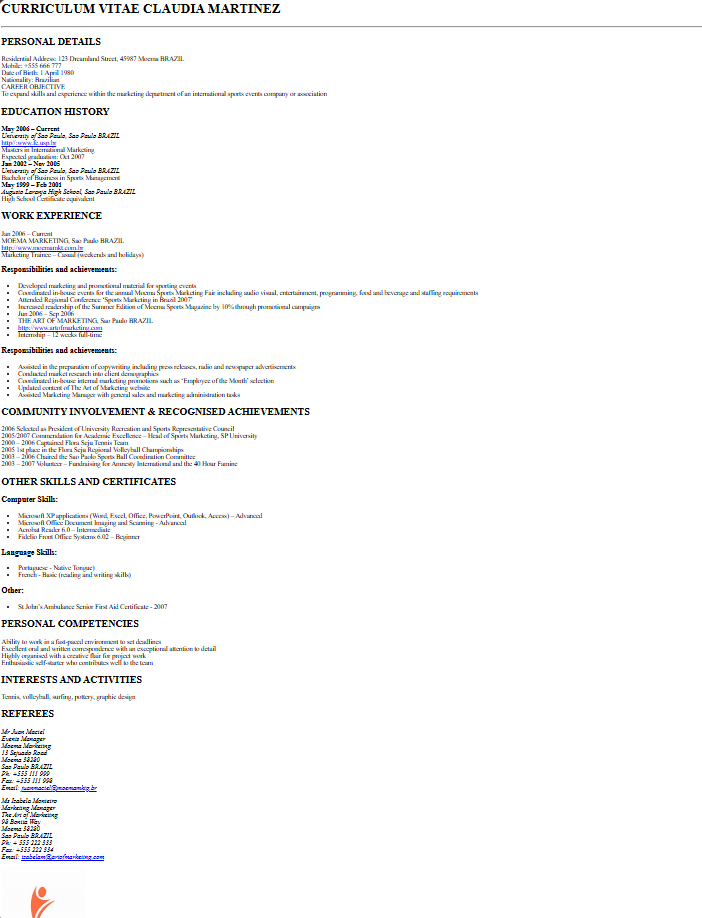 CURRICULUM VITAE CLAUDIA MARTINEZ
PERSONAL DETAILS
Residential Address: 123 Dreamland Street, 45987 Moema BRAZIL
Mobile: +555 666 777
Date of Birth: 1 April 1980
Nationality: Brazilian
CAREER OBJECTIVE
To expand skills and experience within the marketing department of an international sports events company or association
EDUCATION HISTORY
May 2006 – Current
University of Sao Paulo, Sao Paulo BRAZIL
http//:www.fe.usp.br
Masters in International Marketing
Expected graduation: Oct 2007
Jan 2002 – Nov 2005
University of Sao Paulo, Sao Paulo BRAZIL
Bachelor of Business in Sports Management
May 1999 – Feb 2001
Augusto Laranja High School, Sao Paulo BRAZIL
High School Certificate equivalent
WORK EXPERIENCE
Jan 2006 – Current
MOEMA MARKETING, Sao Paulo BRAZIL
http://www.moemamkt.com.br
Marketing Trainee – Casual (weekends and holidays)
Responsibilities and achievements:
• Developed marketing and promotional material for sporting events
• Coordinated in-house events for the annual Moema Sports Marketing Fair including audio visual, entertainment, programming, food and beverage and staffing requirements
• Attended Regional Conference ‘Sports Marketing in Brazil 2007’
• Increased readership of the Summer Edition of Moema Sports Magazine by 10% through promotional campaigns
• Jun 2006 – Sep 2006
• THE ART OF MARKETING, Sao Paulo BRAZIL
• http://www.artofmarketing.com
• Internship – 12 weeks full-time
Responsibilities and achievements:
• Assisted in the preparation of copywriting including press releases, radio and newspaper advertisements
• Conducted market research into client demographics
• Coordinated in-house internal marketing promotions such as ‘Employee of the Month’ selection
• Updated content of The Art of Marketing website
• Assisted Marketing Manager with general sales and marketing administration tasks
COMMUNITY INVOLVEMENT & RECOGNISED ACHIEVEMENTS
2006 Selected as President of University Recreation and Sports Representative Council
2005/2007 Commendation for Academic Excellence – Head of Sports Marketing, SP University
2000 – 2006 Captained Flora Seja Tennis Team
2005 1st place in the Flora Seja Regional Volleyball Championships
2003 – 2006 Chaired the Sao Paolo Sports Ball Coordination Committee
2003 – 2007 Volunteer – Fundraising for Amnesty International and the 40 Hour Famine
OTHER SKILLS AND CERTIFICATES
Computer Skills:
• Microsoft XP applications (Word, Excel, Office, PowerPoint, Outlook, Access) – Advanced
• Microsoft Office Document Imaging and Scanning - Advanced
• Acrobat Reader 6.0 – Intermediate
• Fidelio Front Office Systems 6.02 – Beginner
Language Skills:
• Portuguese - Native Tongue)
• French - Basic (reading and writing skills)
Other:
• St John’s Ambulance Senior First Aid Certificate - 2007
PERSONAL COMPETENCIES
Ability to work in a fast-paced environment to set deadlines
Excellent oral and written correspondence with an exceptional attention to detail
Highly organised with a creative flair for project work
Enthusiastic self-starter who contributes well to the team
INTERESTS AND ACTIVITIES
Tennis, volleyball, surfing, pottery, graphic design
REFEREES
Mr Juan Maciel
Events Manager
Moema Marketing
13 Sejuado Road
Moema 38280
Sao Paulo BRAZIL
Ph: +555 111 999
Fax: +555 111 998
Email: juanmaciel@moemamktg.br
Ms Izabela Monteiro
Marketing Manager
The Art of Marketing
98 Bonita Way
Moema 38280
Sao Paulo BRAZIL
Ph: + 555 222 333
Fax: +555 222 334
Email: izabelam@artofmarketing.com